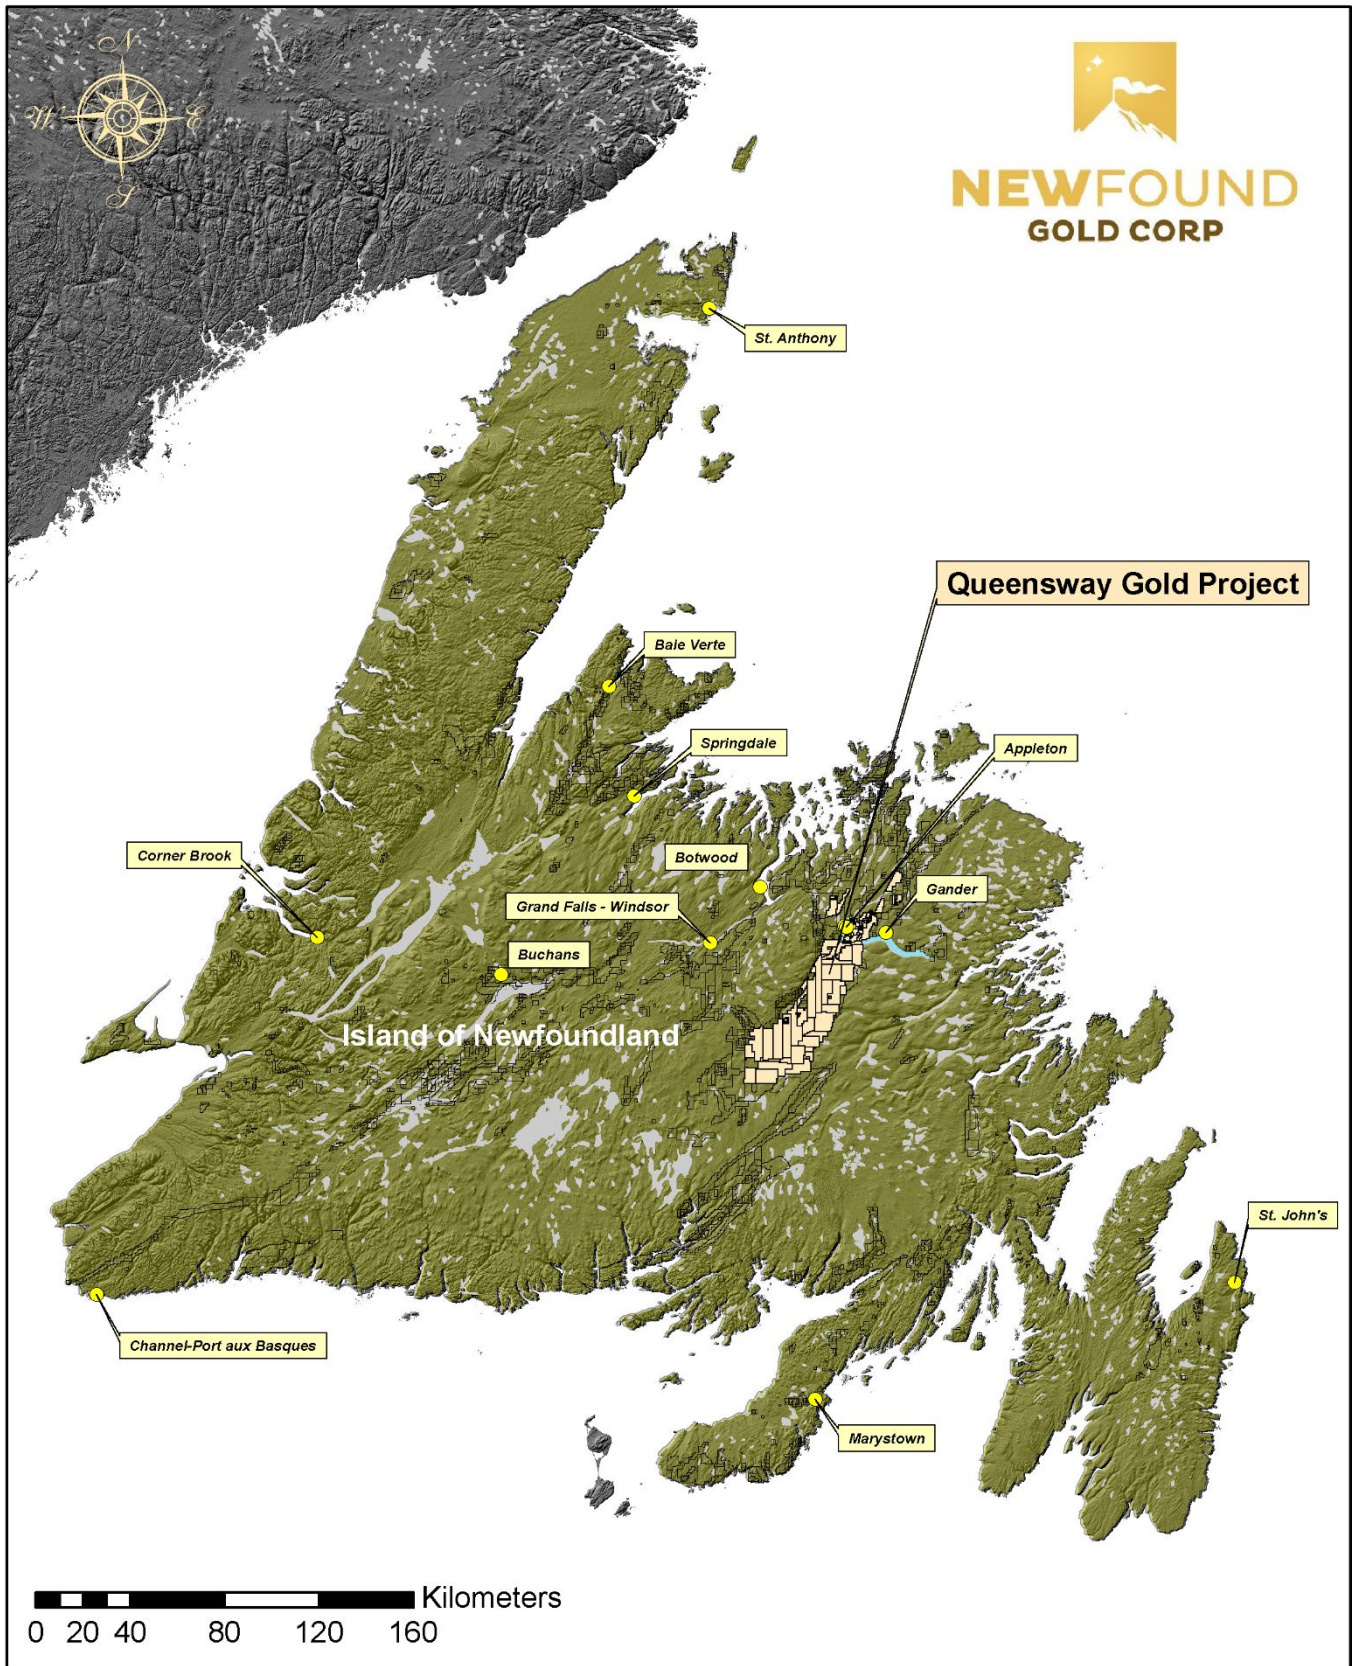 N
W
E
S
NEWFOUND
GOLD CORP
St. Anthony
Queensway Gold Project
Baie Verte
Springdale
Appleton
Corner Brook
Botwood
Gander
Grand Falls - Windsor
Buchans
Island of Newfoundland
St. John's
Channel-Port aux Basques
Marystown
Kilometers
0 20 40 80 120 160